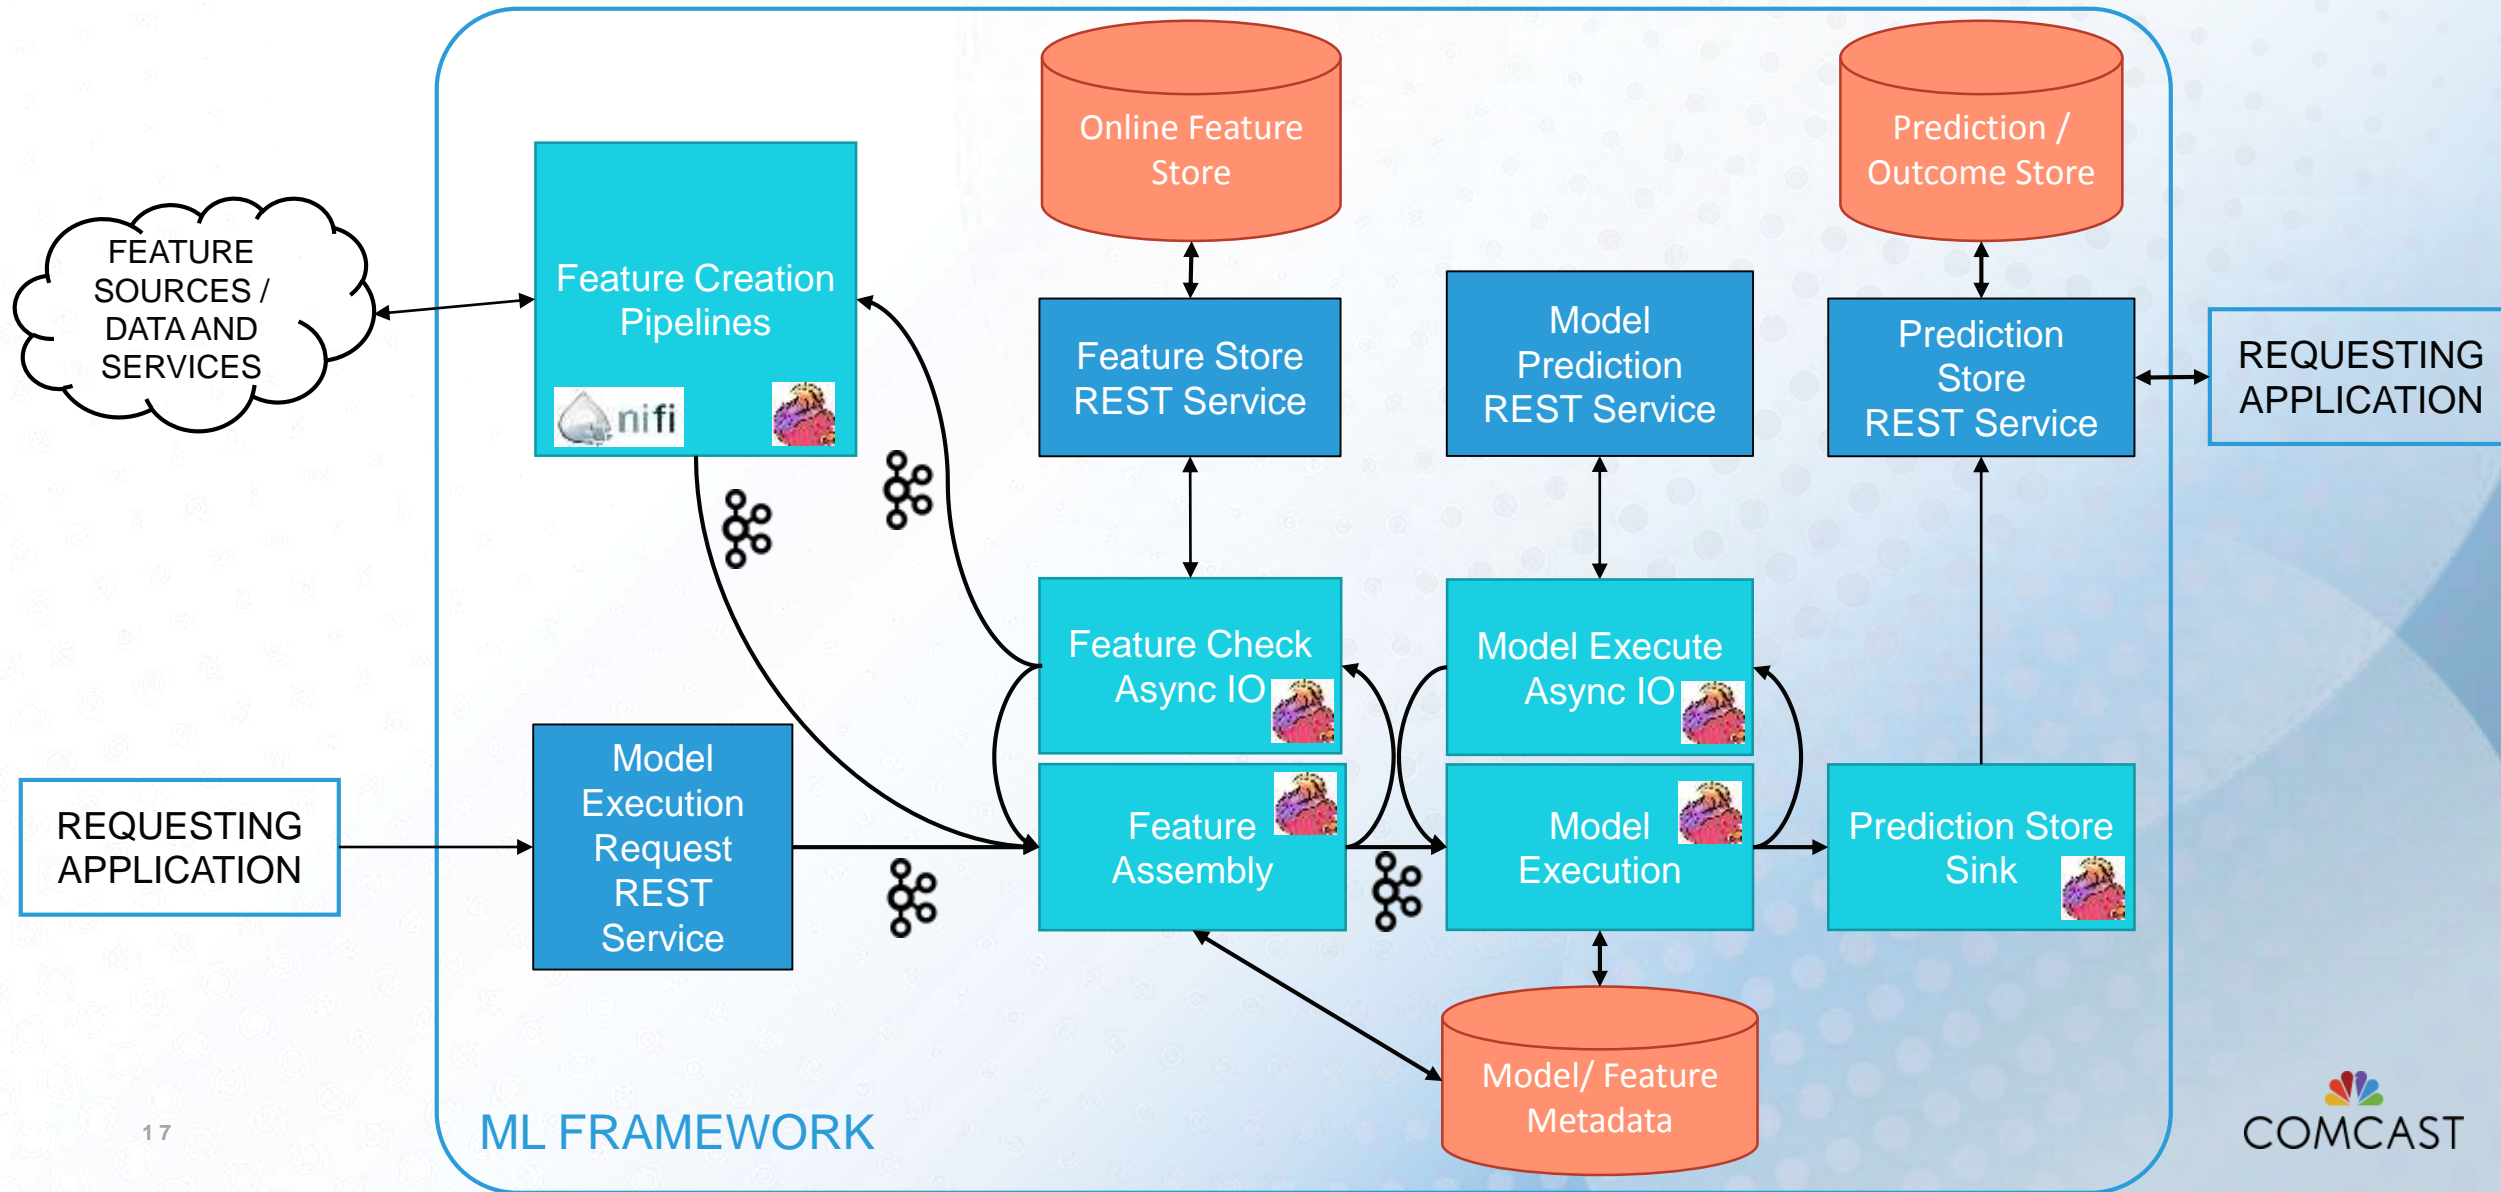 Online Feature
Store
Prediction /
Outcome Store
FEATURE
SOURCES /
DATA AND
SERVICES
Feature Creation
Pipelines
nifi
Feature Store
REST Service
Model
Prediction
REST Service
Prediction
Store
REST Service
REQUESTING
APPLICATION
Feature Check
Async IO
Model Execute
Async IO
REQUESTING
APPLICATION
Model
Execution
Request
REST
Service
Feature
Assembly
Model
Execution
Prediction Store
Sink
Model/ Feature
Metadata
ML FRAMEWORK
17
COMCAST